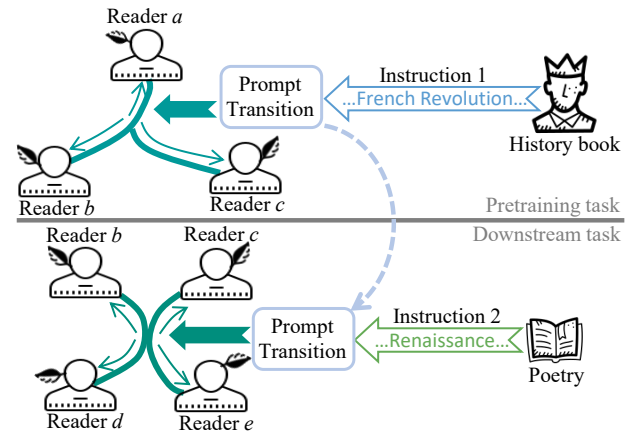 Reader a
Prompt
Transition
Instruction 1
...French Revolution...
History book
Reader b
Reader c
Pretraining task
Downstream task
Reader b
Reader c
Prompt
Transition
Instruction 2
...Renaissance...
Poetry
Reader d
Reader e